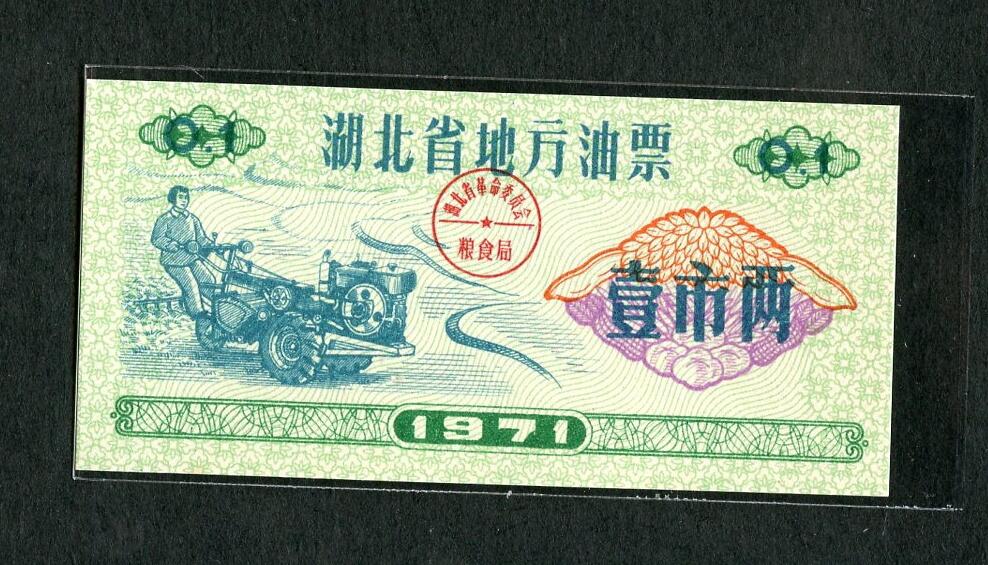 0.1
湖北省地方油票
0.1
湖北省革命委员会
粮食局
壹市两
1971